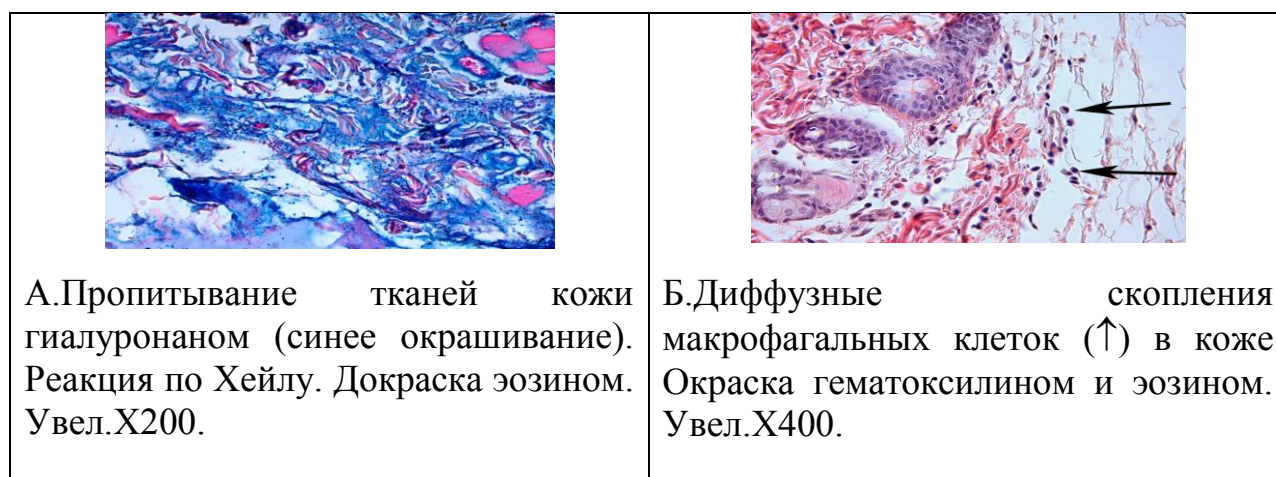 А.Пропитывание тканей кожи
гиалуронаном (синее окрашивание).
Реакция по Хейлу. Докраска эозином.
Увел.Х200.
Б.Диффузные скопления
макрофагальных клеток (↑) в коже
Окраска гематоксилином и эозином.
Увел.Х400.